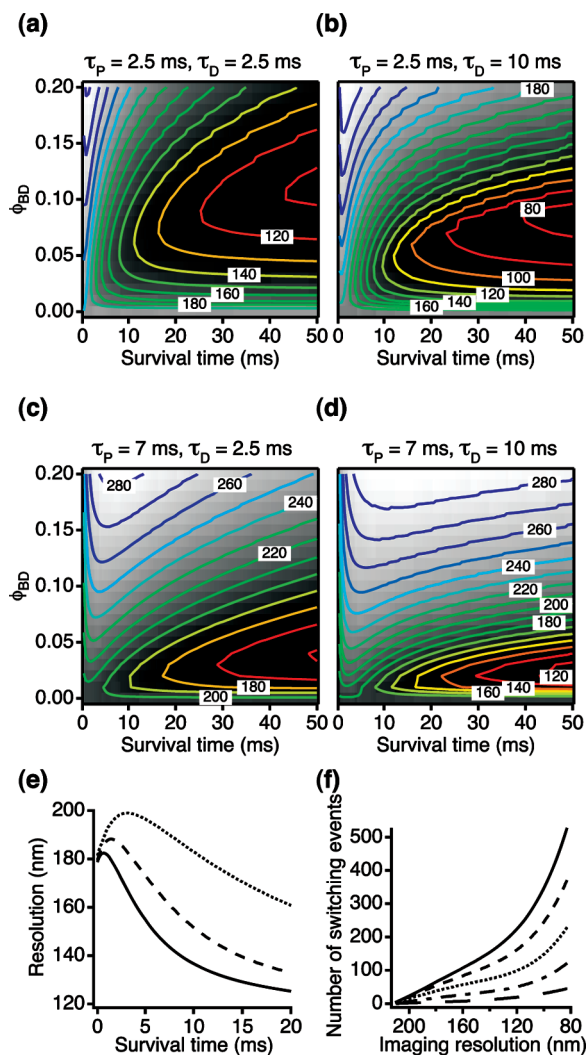 (a)
(b)
τP = 2.5 ms, τD = 2.5 ms
τP = 2.5 ms, τD = 10 ms
ϕBD
0.20
0.15
0.10
0.05
0.00
120
140
160
180
180
80
100
120
140
160
0 10 20 30 40 50
0 10 20 30 40 50
Survival time (ms)
Survival time (ms)
(c)
(d)
τP = 7 ms, τD = 2.5 ms
τP = 7 ms, τD = 10 ms
ϕBD
0.20
0.15
0.10
0.05
0.00
280
260
240
220
180
200
280
260
240
220
200
180
120
140
160
0 10 20 30 40 50
0 10 20 30 40 50
Survival time (ms)
Survival time (ms)
(e)
(f)
Resolution (nm)
200
180
160
140
120
0 5 10 15 20
Survival time (ms)
Number of switching events
500
400
300
200
100
0
200 160 120 80
Imaging resolution (nm)